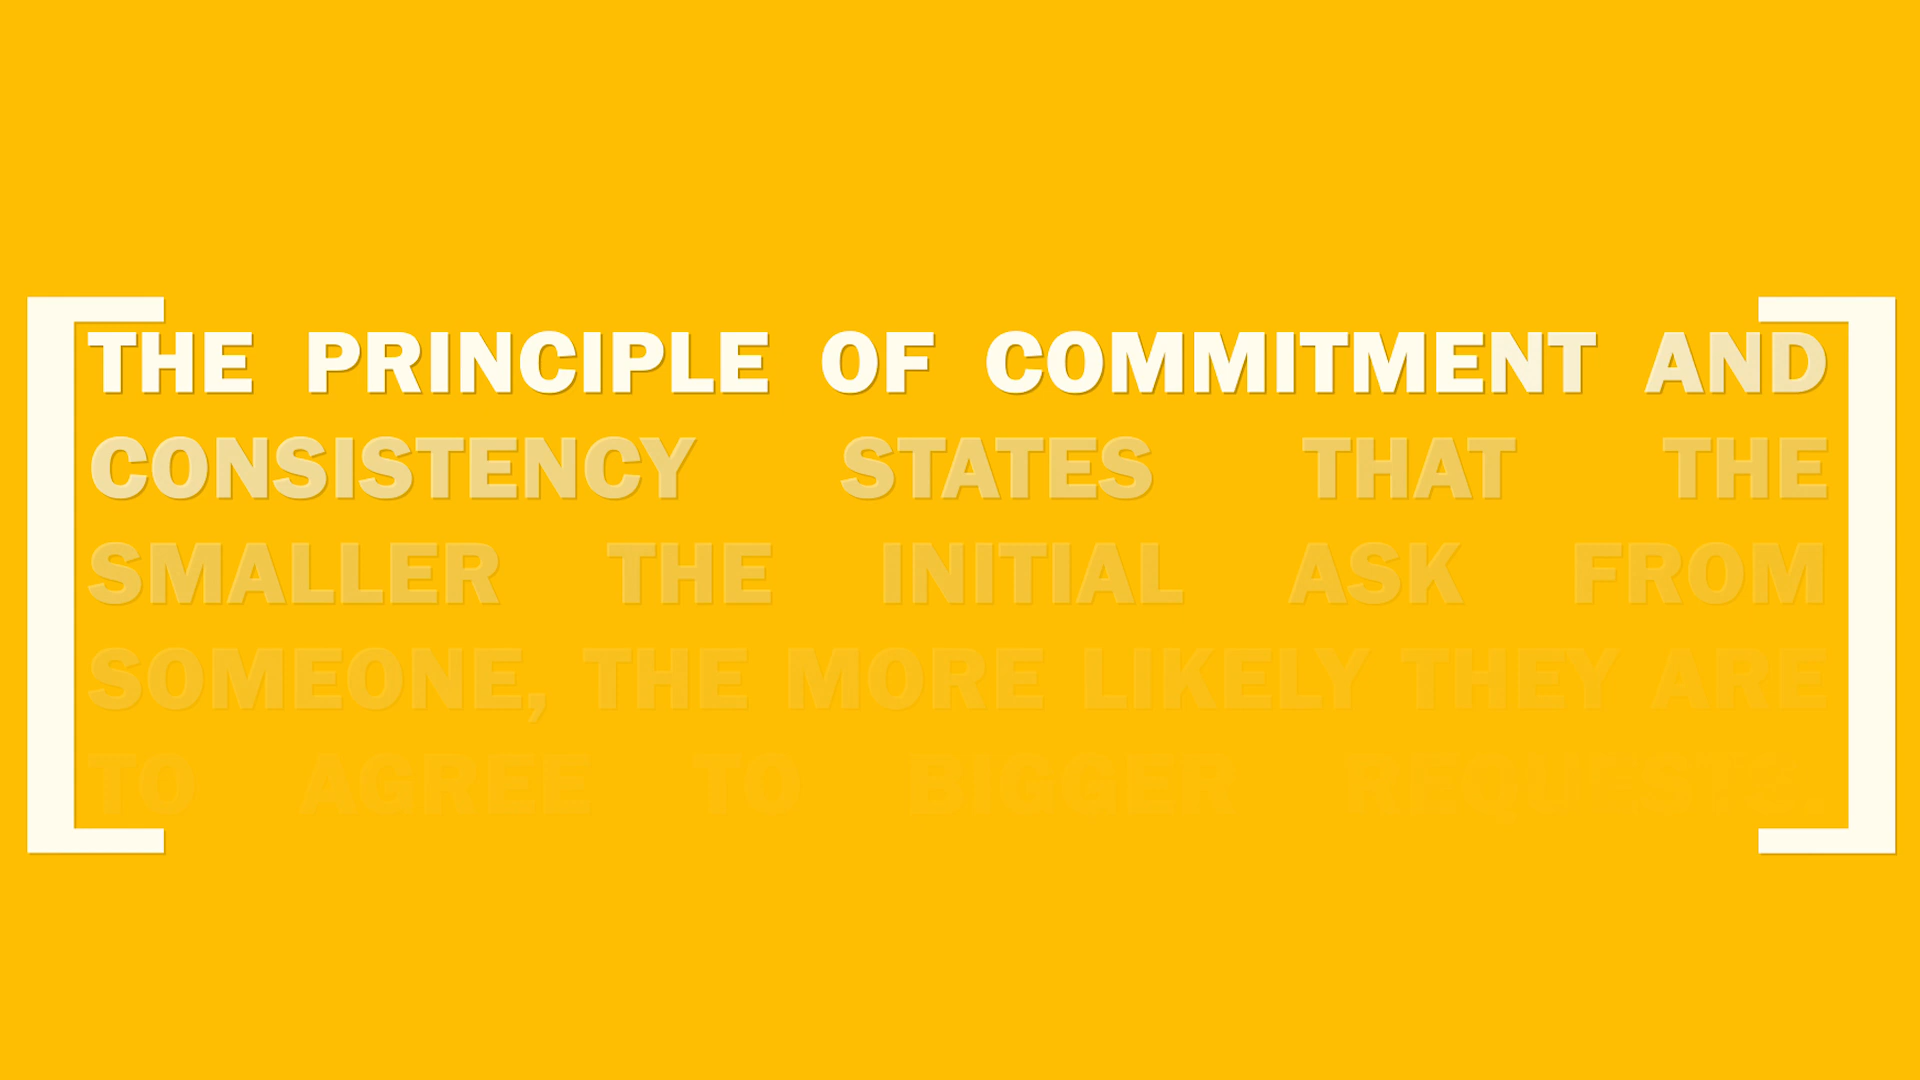 THE PRINCIPLE OF COMMITMENT AND
CONSISTENCY STATES THAT THE
SMALLER THE INITIAL ASK FROM
SOMEONE, THE MORE LIKELY THEY ARE
TO AGREE TO BIGGER REQUESTS.